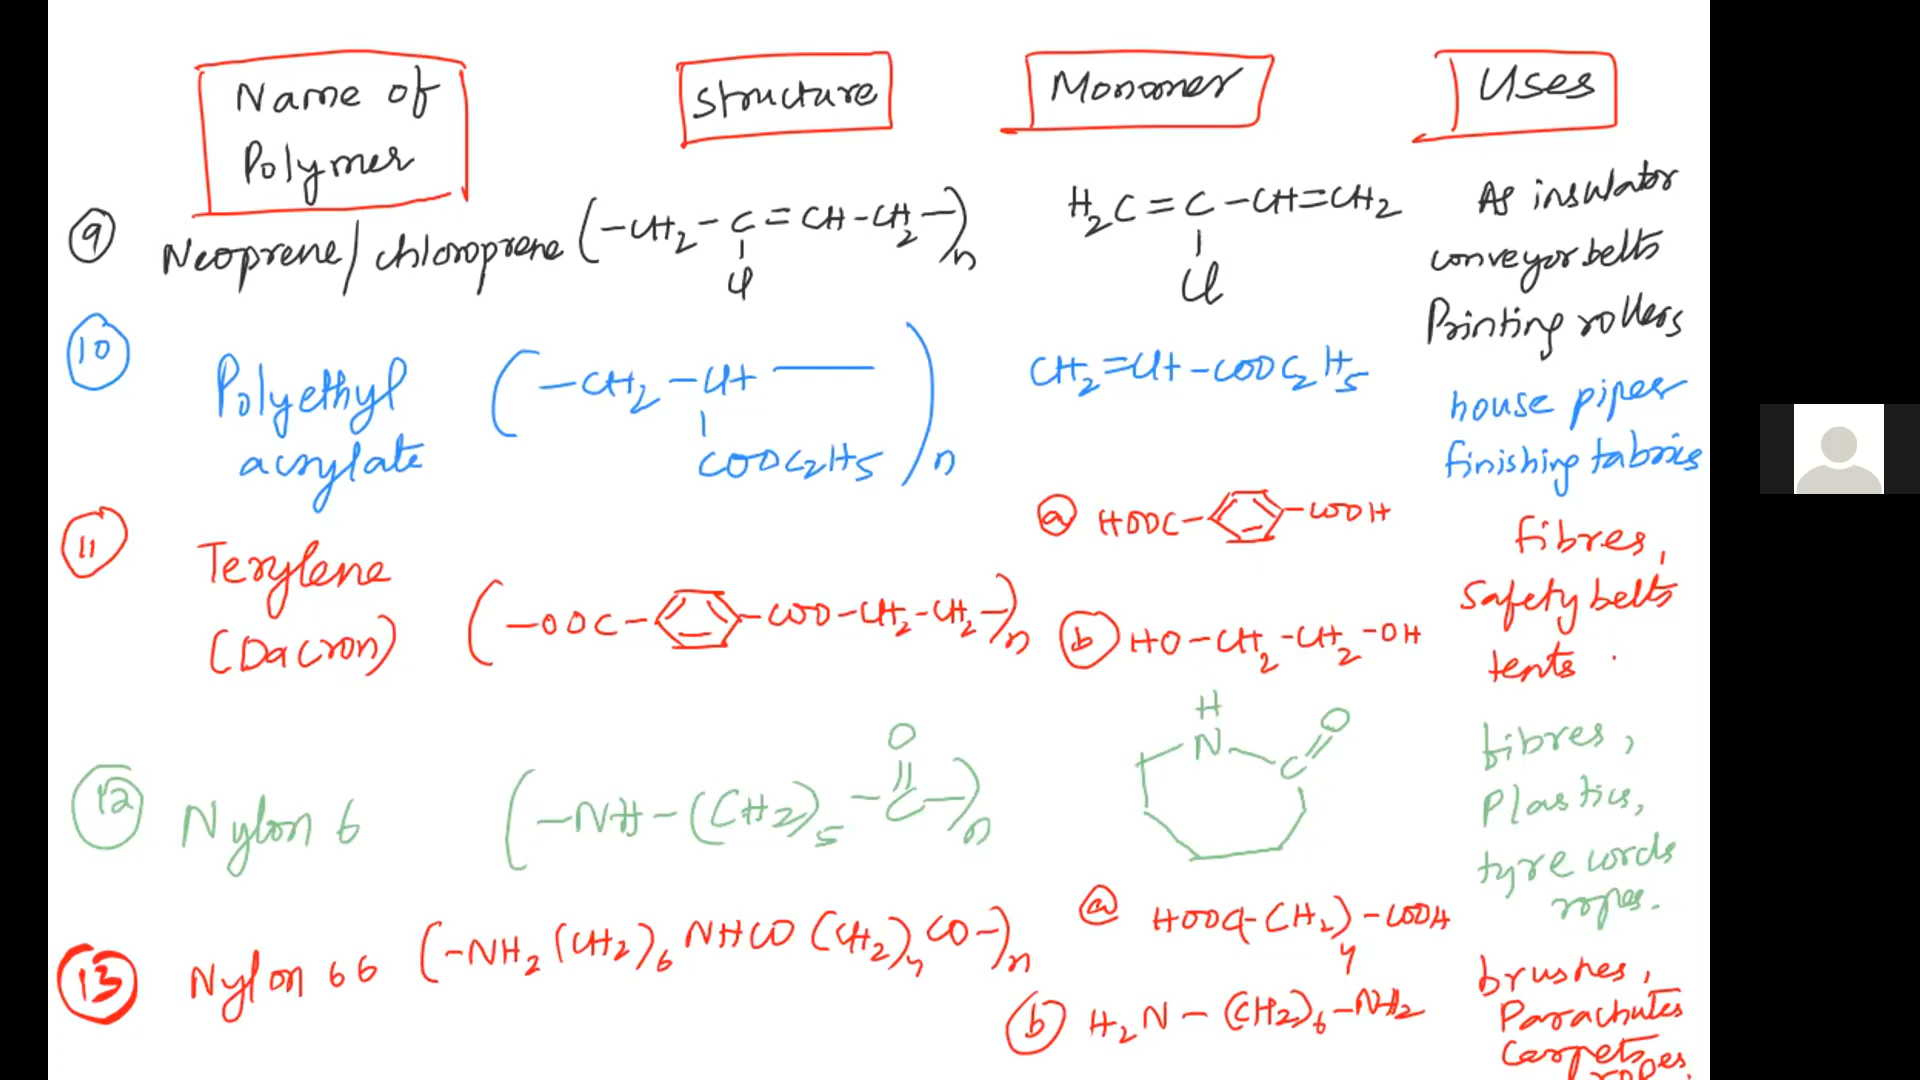 Name of Polymer
Structure
Monomer
Uses
9 Neoprene/chloroprene (-CH2-C=CH-CH2-)n H2C=C-CH=CH2 As insulator
Cl Cl conveyor belts
Printing rollers
10 Polyethyl (-CH2-CH—)n CH2=CH-COOC2H5 house pipes
acrylate COOC2H5 finishing fabrics
11 Terylene a HOOC- -COOH fibres,
(Dacron) (-OOC- -COO-CH2-CH2-)n b HO-CH2-CH2-OH Safety belts
tents.
12 Nylon 6 (-NH-(CH2)5-C-)n fibres,
O H N C O Plastics,
tyre cords
ropes.
13 Nylon 66 (-NH2(CH2)6NHCO(CH2)4CO-)n a HOOC-(CH2)4-COOH brushes,
b H2N-(CH2)6-NH2 Parachutes
Carpets
ropes.